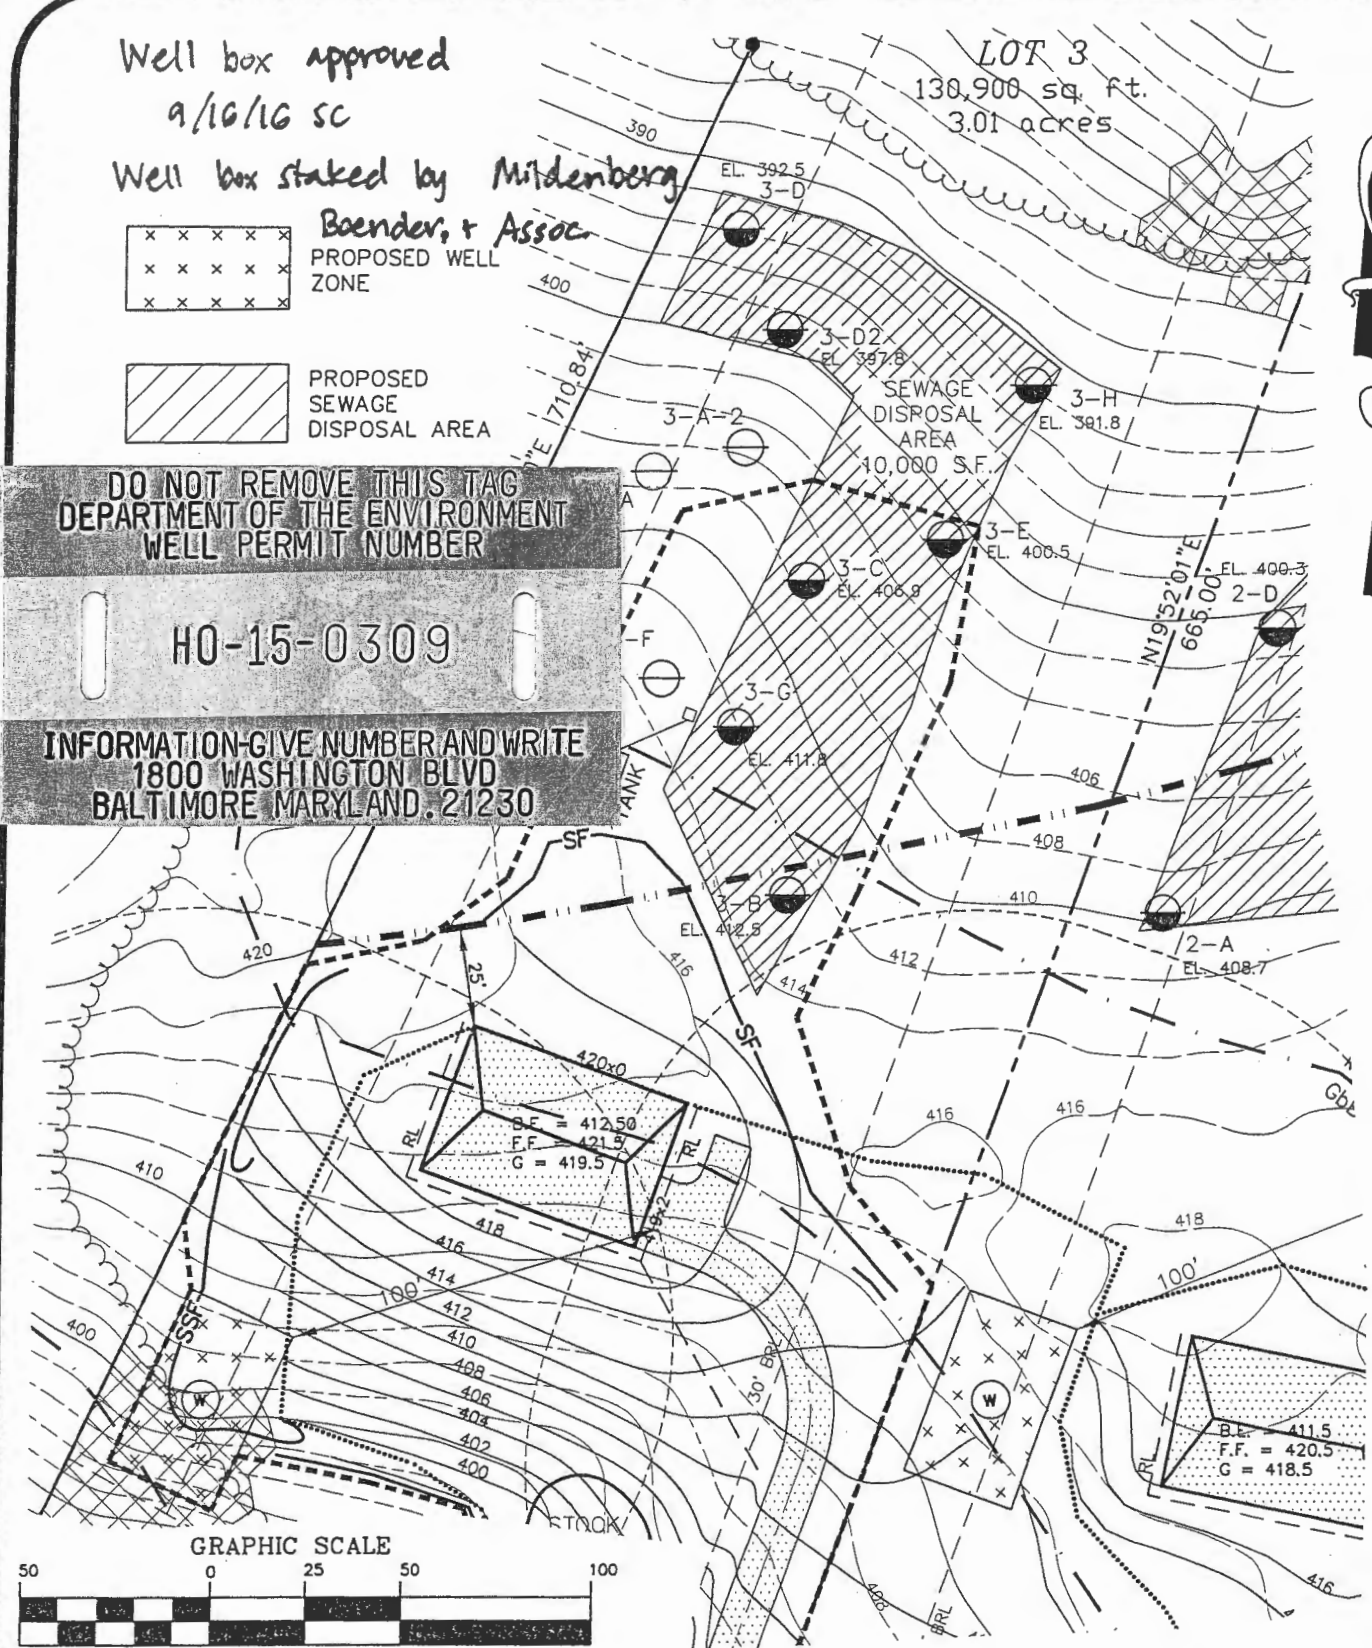 Well box approved
9/16/16 SC
Well box staked by Mildenberg
Boender, + Assoc.
PROPOSED WELL
ZONE
PROPOSED
SEWAGE
DISPOSAL AREA
LOT 3
130,900 sq. ft.
3.01 acres
390
EL. 392.5
3-D
400
3-D2
EL. 397.8
710.84'
SEWAGE
DISPOSAL
AREA
10,000 S.F.
3-H
EL. 391.8
3-A-2
"E
A
DO NOT REMOVE THIS TAG
DEPARTMENT OF THE ENVIRONMENT
WELL PERMIT NUMBER
HO-15-0309
INFORMATION-GIVE NUMBER AND WRITE
1800 WASHINGTON BLVD
BALTIMORE MARYLAND. 21230
3-E
EL. 400.5
3-C
EL. 406.9
N19°52'01"E
665.00'
EL. 400.3
2-D
-F
3-G
EL. 411.8
TANK
406
408
SF
3-B
EL. 412.5
410
420
416
412
414
2-A
EL. 408.7
25'
SF
420x0
416
416
RL
B.E. = 412.50
F.F. = 421.5
G = 419.5
RL
410
418
416
414
100'
412
410
408
406
404
402
400
418
100'
400
SSF
W
30' BRL
W
B.E. = 411.5
F.F. = 420.5
G = 418.5
RL
STOCK
408
BRL
416
GRAPHIC SCALE
50 0 25 50 100